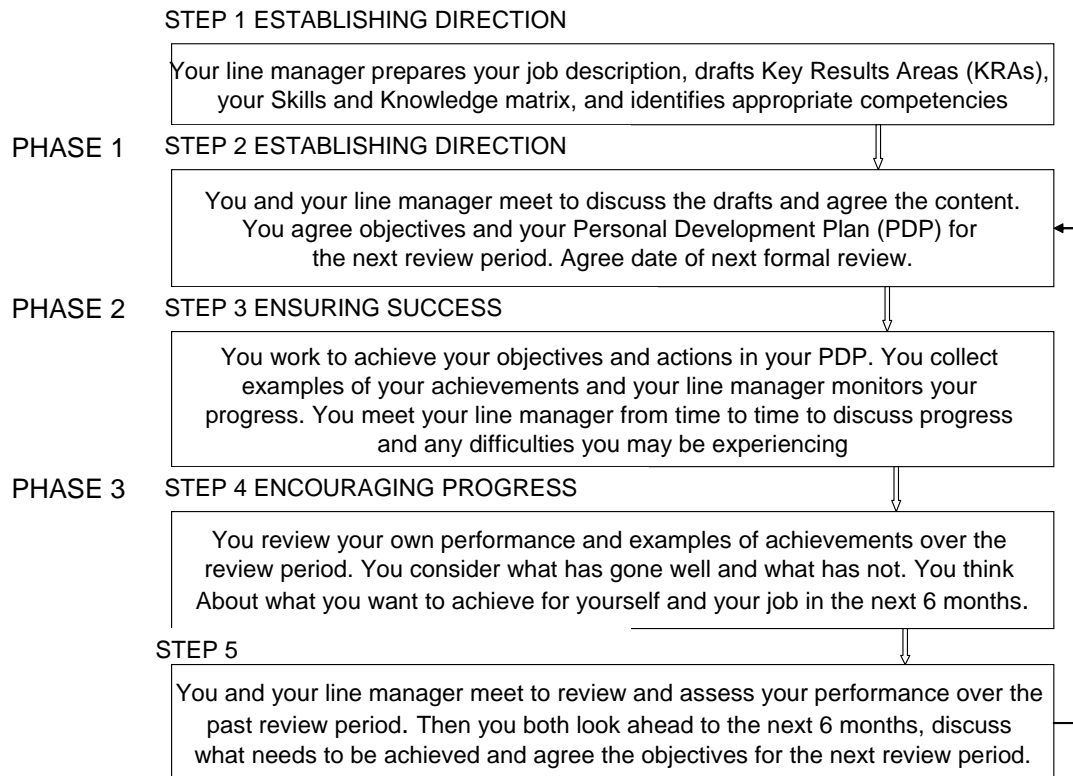 STEP 1 ESTABLISHING DIRECTION
Your line manager prepares your job description, drafts Key Results Areas (KRAs),
your Skills and Knowledge matrix, and identifies appropriate competencies
PHASE 1 STEP 2 ESTABLISHING DIRECTION
You and your line manager meet to discuss the drafts and agree the content.
You agree objectives and your Personal Development Plan (PDP) for
the next review period. Agree date of next formal review.
PHASE 2 STEP 3 ENSURING SUCCESS
You work to achieve your objectives and actions in your PDP. You collect
examples of your achievements and your line manager monitors your
progress. You meet your line manager from time to time to discuss progress
and any difficulties you may be experiencing
PHASE 3 STEP 4 ENCOURAGING PROGRESS
You review your own performance and examples of achievements over the
review period. You consider what has gone well and what has not. You think
About what you want to achieve for yourself and your job in the next 6 months.
STEP 5
You and your line manager meet to review and assess your performance over the
past review period. Then you both look ahead to the next 6 months, discuss
what needs to be achieved and agree the objectives for the next review period.